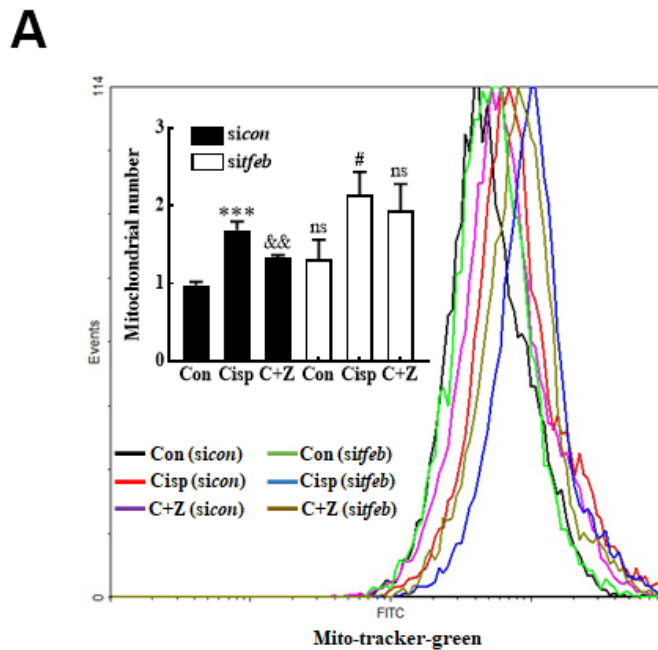 A
114
3
sicon
sitfeb
#
ns
2
***
ns
&&
Mitochondrial number
1
0
Con Cisp C+Z Con Cisp C+Z
Events
Con (sicon) Con (sitfeb)
Cisp (sicon) Cisp (sitfeb)
C+Z (sicon) C+Z (sitfeb)
0
FITC
Mito-tracker-green